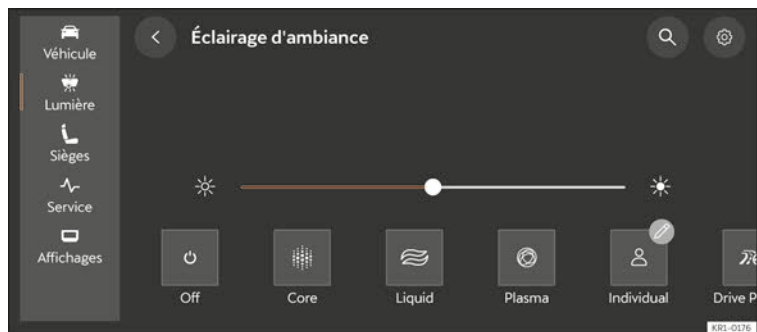 Éclairage d'ambiance
Véhicule
Lumière
Sièges
Service
Affichages
Off
Core
Liquid
Plasma
Individual
Drive P
KR1-0176